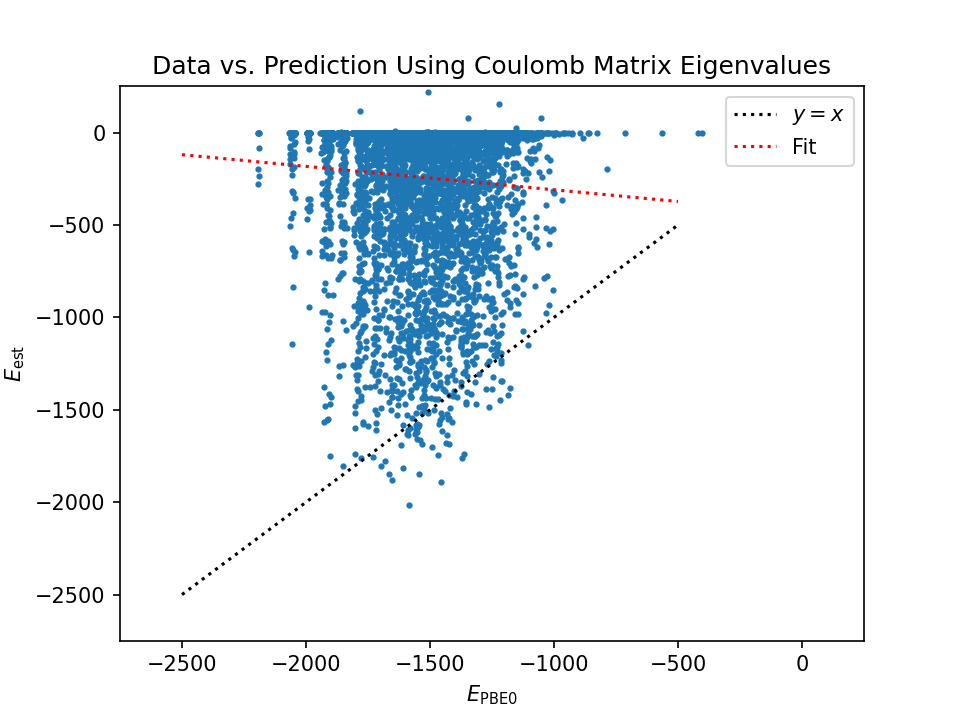 Data vs. Prediction Using Coulomb Matrix Eigenvalues
y = x
Fit
0
−500
−1000
−1500
−2000
−2500
E_est
−2500 −2000 −1500 −1000 −500 0
E_PBE0